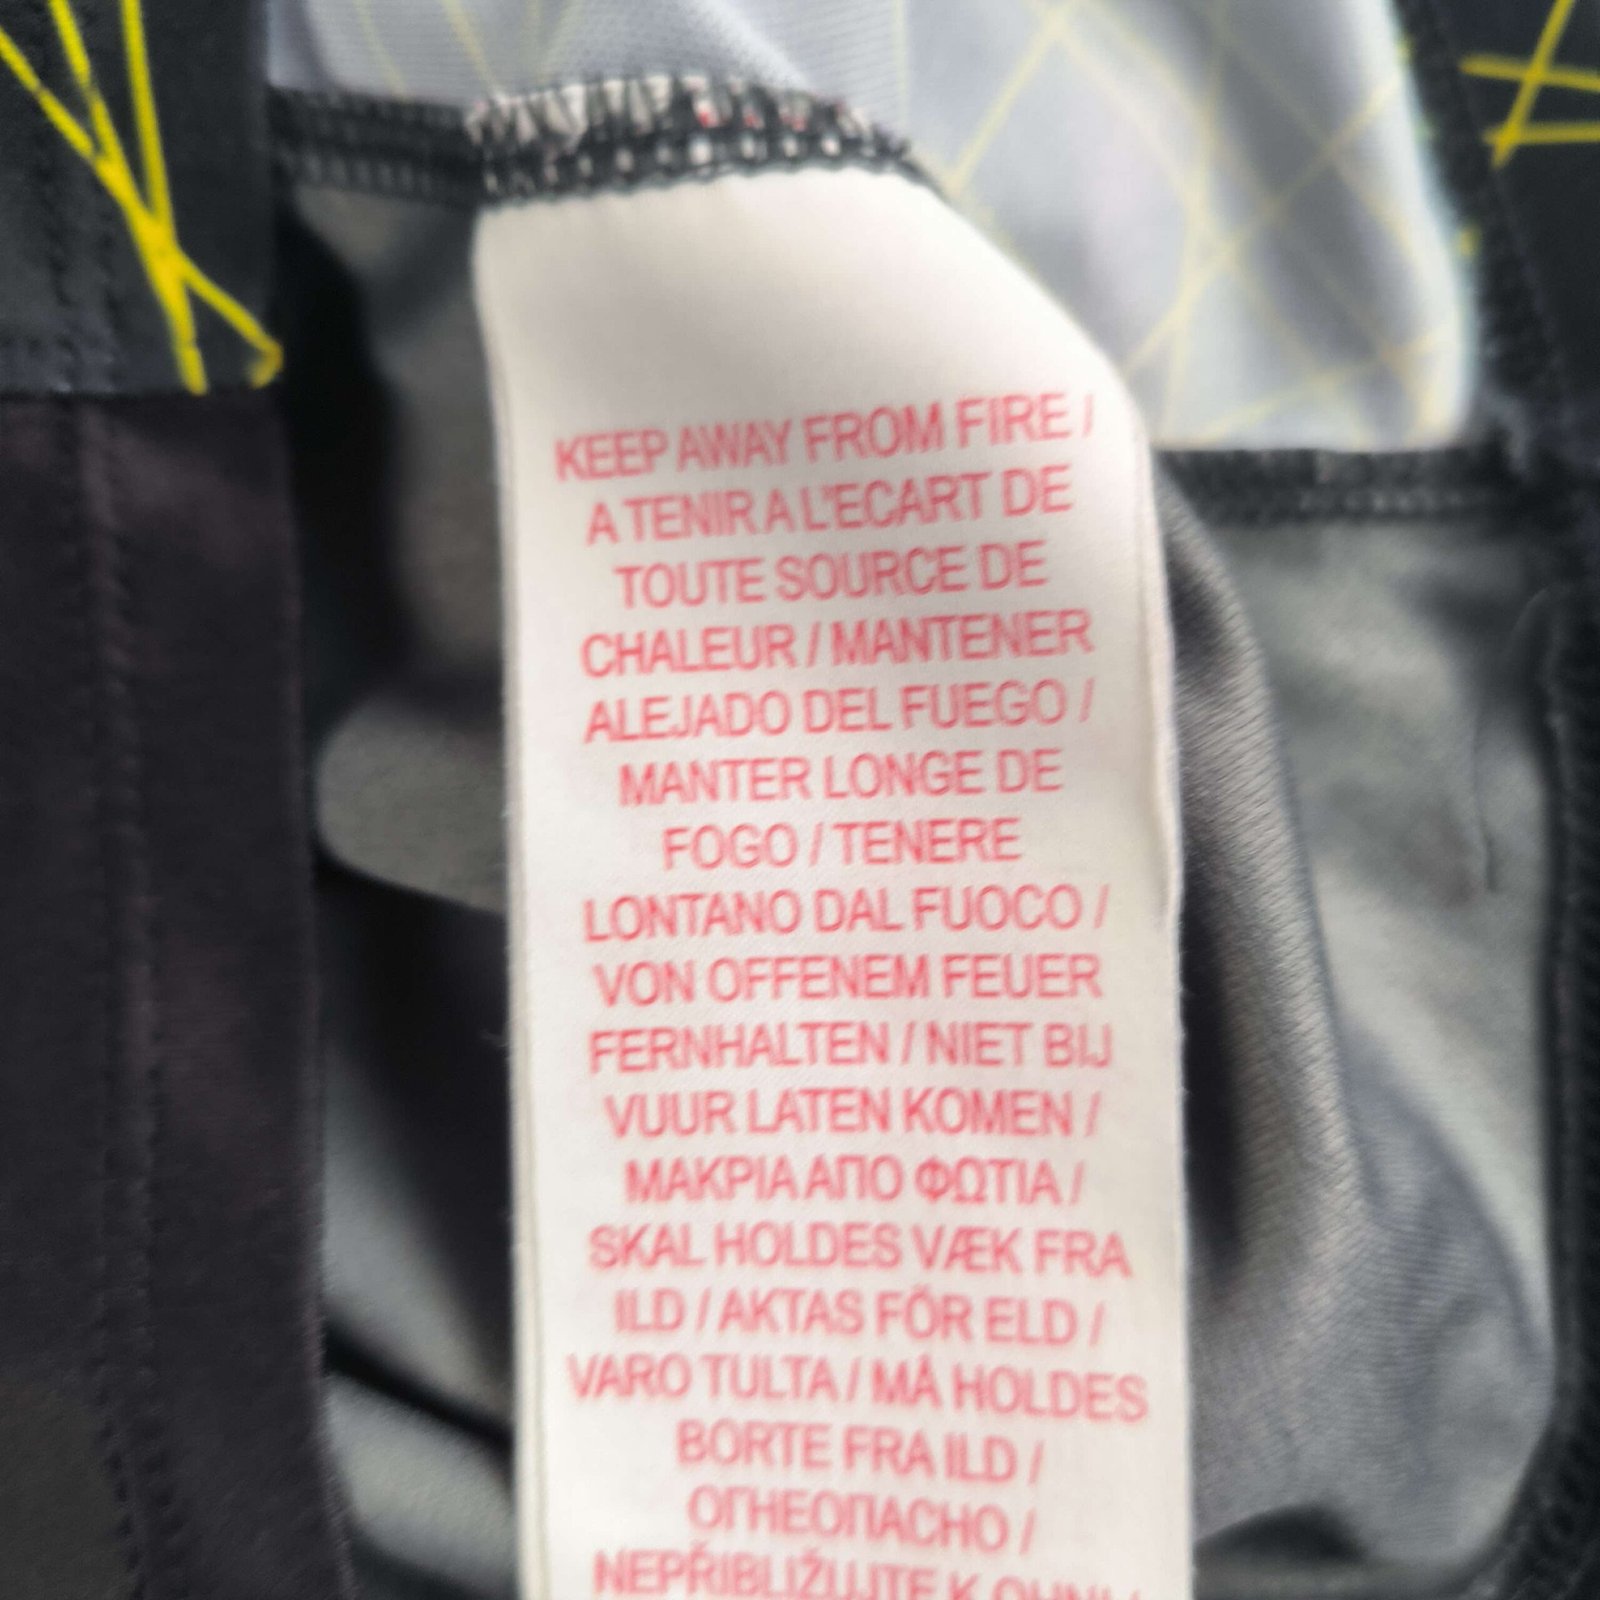 KEEP AWAY FROM FIRE /
A TENIR A L'ECART DE
TOUTE SOURCE DE
CHALEUR / MANTENER
ALEJADO DEL FUEGO /
MANTER LONGE DE
FOGO / TENERE
LONTANO DAL FUOCO /
VON OFFENEM FEUER
FERNHALTEN / NIET BIJ
VUUR LATEN KOMEN /
ΜΑΚΡΙΑ ΑΠΟ ΦΩΤΙΑ /
SKAL HOLDES VÆK FRA
ILD / AKTAS FÖR ELD /
VARO TULTA / MÅ HOLDES
BORTE FRA ILD /
ОГНЕОПАСНО /
NEPŘIBLIŽUJTE K OHNI /